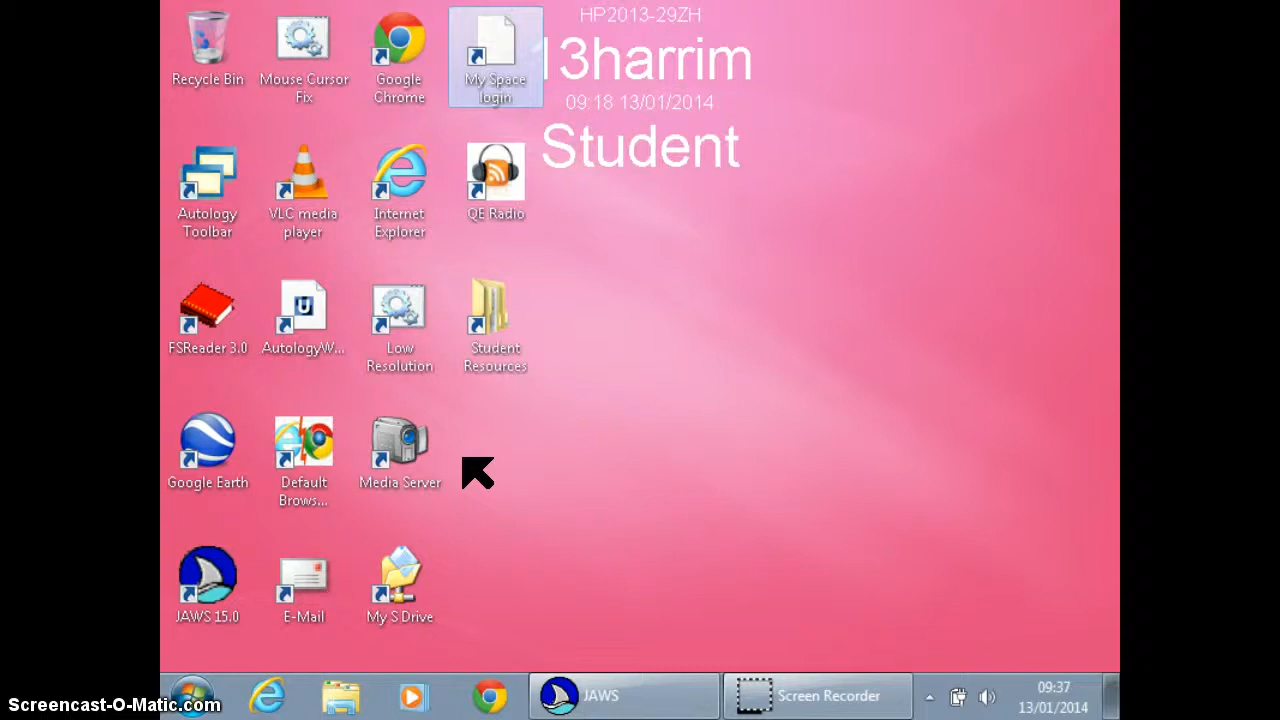 HP2013-29ZH
13harrim
09:18 13/01/2014
Student
Recycle Bin
Mouse Cursor
Fix
Google
Chrome
My Space
login
Autology
Toolbar
VLC media
player
Internet
Explorer
QE Radio
FSReader 3.0
AutologyW...
Low
Resolution
Student
Resources
Google Earth
Default
Brows...
Media Server
JAWS 15.0
E-Mail
My S Drive
JAWS
Screen Recorder
09:37
13/01/2014
Screencast-O-Matic.com